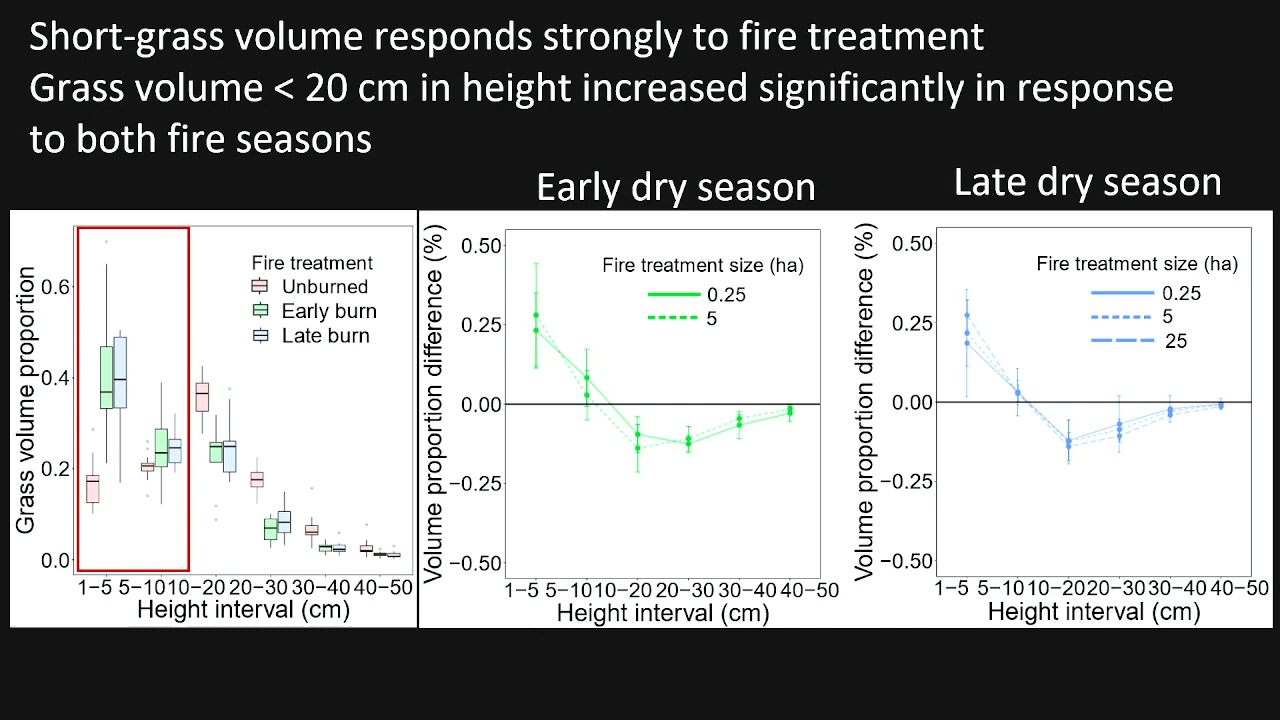 Short-grass volume responds strongly to fire treatment
Grass volume < 20 cm in height increased significantly in response
to both fire seasons
Early dry season
Late dry season
Grass volume proportion
0.6
0.4
0.2
0.0
Fire treatment
Unburned
Early burn
Late burn
1−5 5−10 10−20 20−30 30−40 40−50
Height interval (cm)
Volume proportion difference (%)
0.50
0.25
0.00
−0.25
−0.50
Fire treatment size (ha)
0.25
5
1−5 5−10 10−20 20−30 30−40 40−50
Height interval (cm)
Volume proportion difference (%)
0.50
0.25
0.00
−0.25
−0.50
Fire treatment size (ha)
0.25
5
25
1−5 5−10 10−20 20−30 30−40 40−50
Height interval (cm)